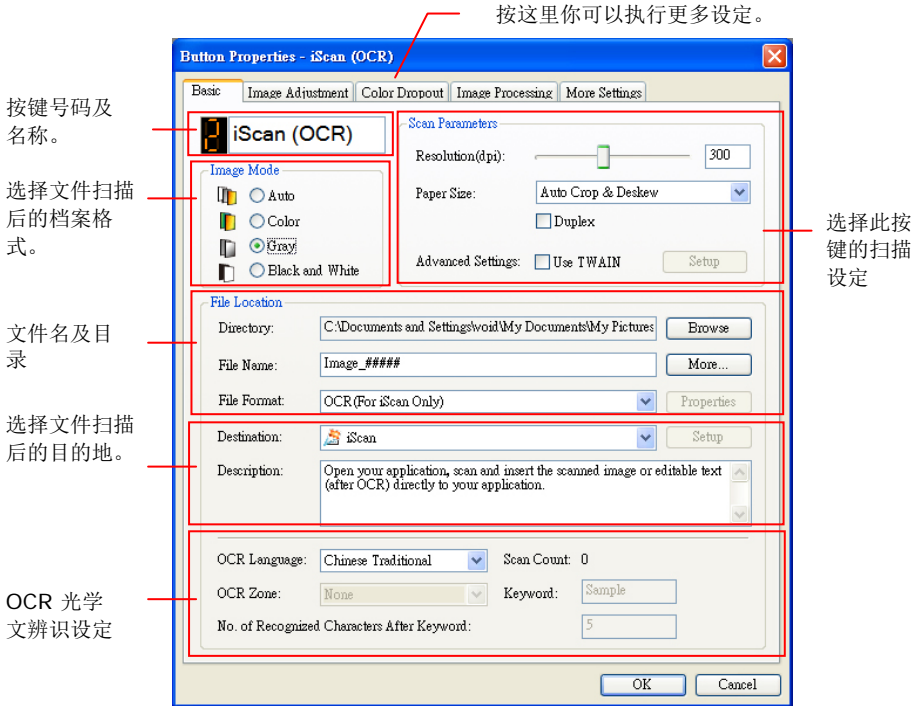 按这里你可以执行更多设定。
Button Properties - iScan (OCR)
Basic Image Adjustment Color Dropout Image Processing More Settings
按键号码及
名称。
2 iScan (OCR)
选择文件扫描
后的档案格
式。
Image Mode
Auto
Color
Gray
Black and White
Scan Parameters
Resolution(dpi): 300
Paper Size: Auto Crop & Deskew
Duplex
Advanced Settings: Use TWAIN Setup
选择此按
键的扫描
设定
文件名及目
录
File Location
Directory: C:\Documents and Settings\void\My Documents\My Pictures Browse
File Name: Image_##### More...
File Format: OCR(For iScan Only) Properties
选择文件扫描
后的目的地。
Destination: iScan Setup
Description: Open your application, scan and insert the scanned image or editable text
(after OCR) directly to your application.
OCR 光学
文辨识设定
OCR Language: Chinese Traditional Scan Count: 0
OCR Zone: None Keyword: Sample
No. of Recognized Characters After Keyword: 5
OK Cancel